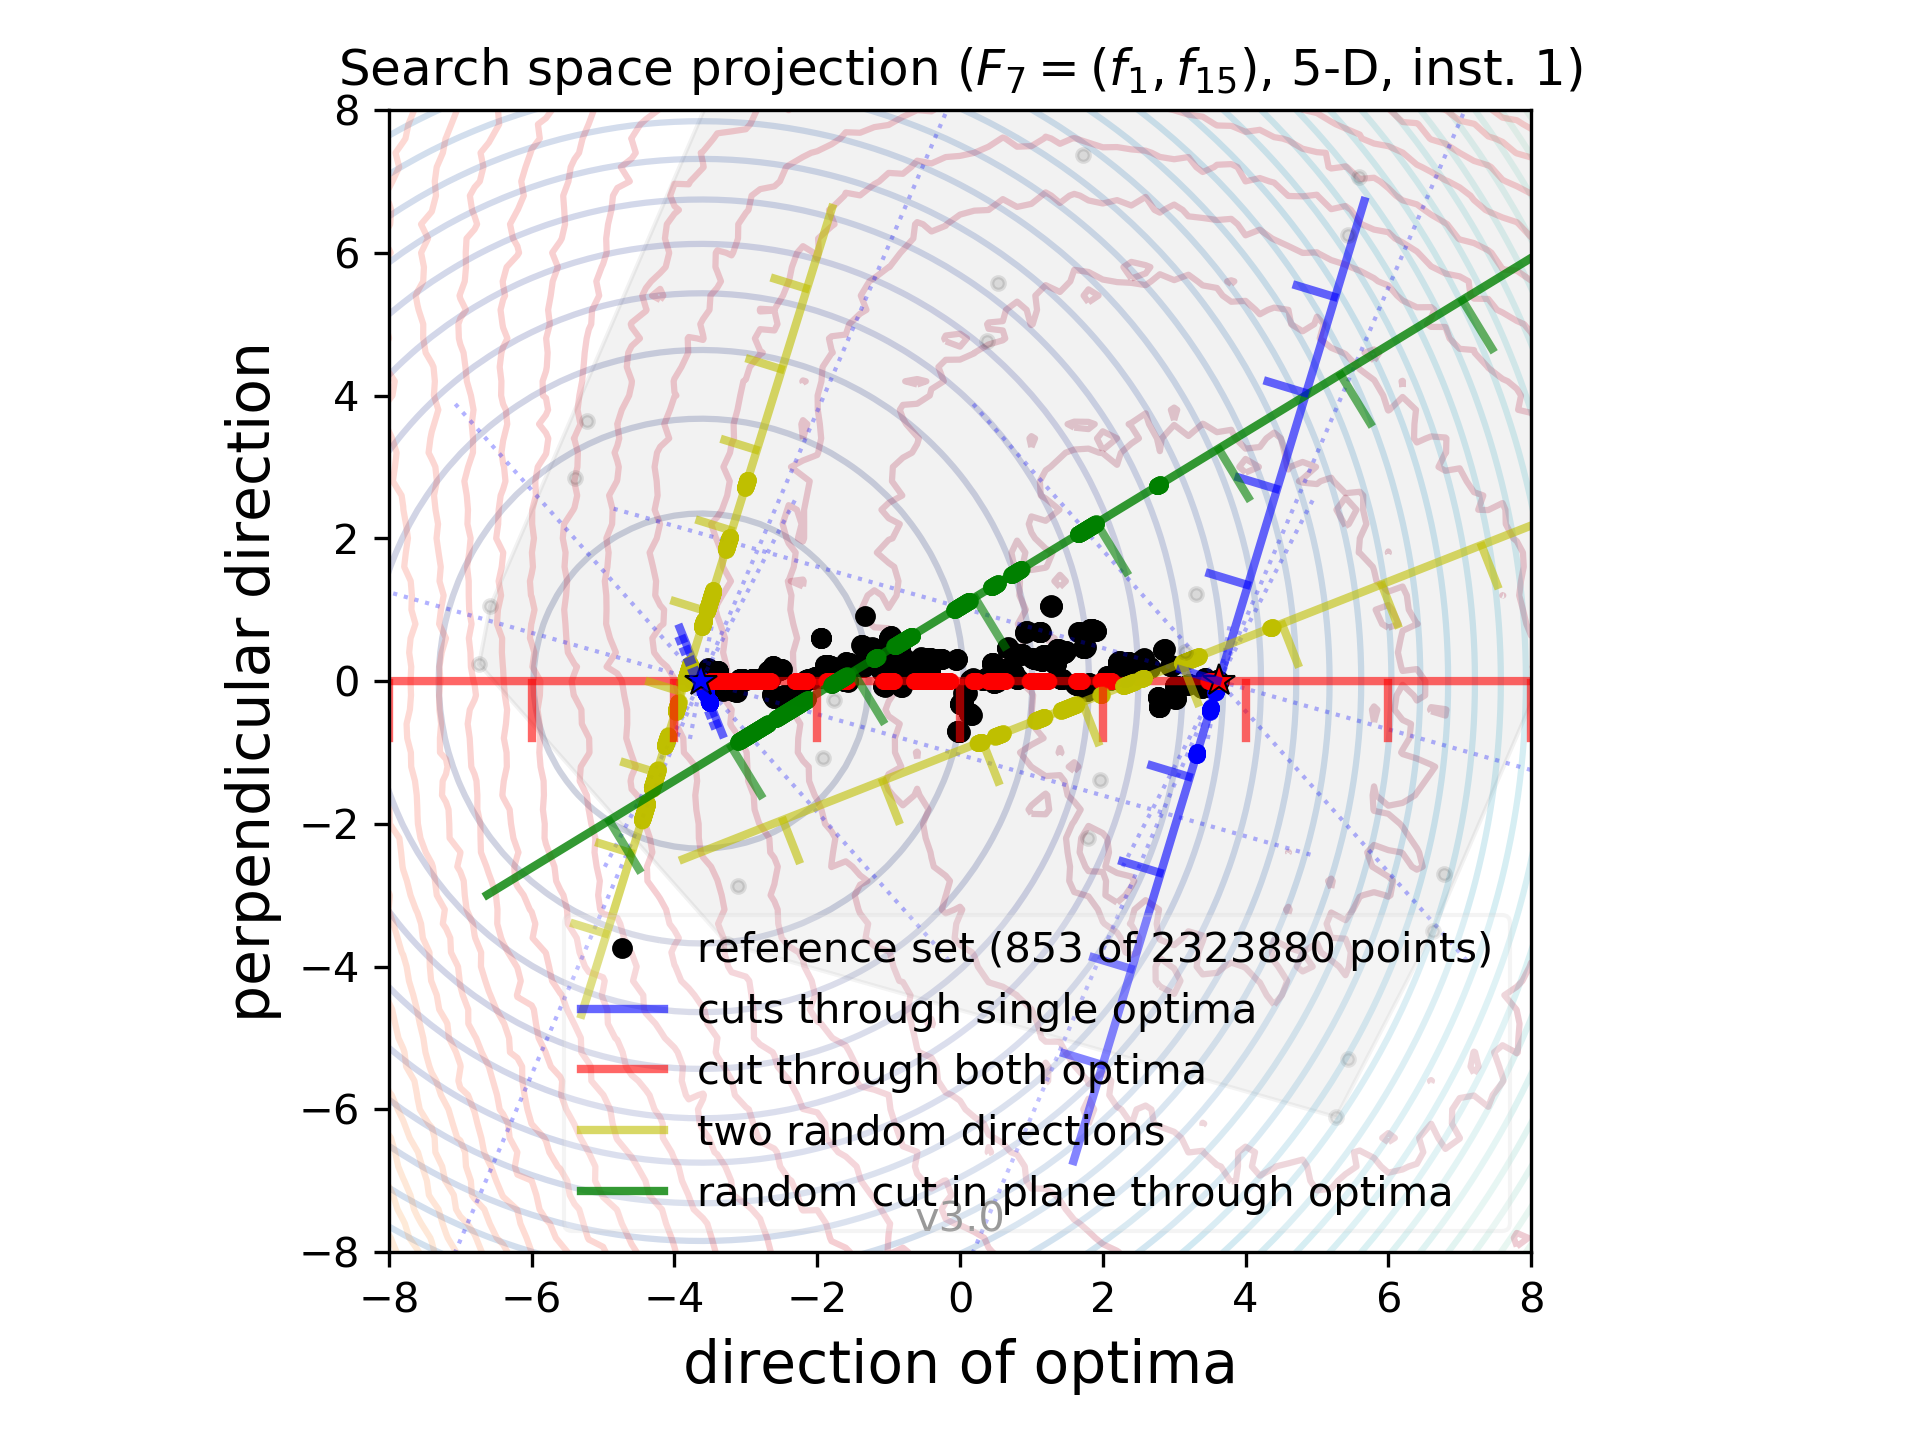 Search space projection (F₇ = (f₁, f₁₅), 5-D, inst. 1)
perpendicular direction
8
6
4
2
0
−2
−4
−6
−8
reference set (853 of 2323880 points)
cuts through single optima
cut through both optima
two random directions
random cut in plane through optima
v3.0
−8 −6 −4 −2 0 2 4 6 8
direction of optima